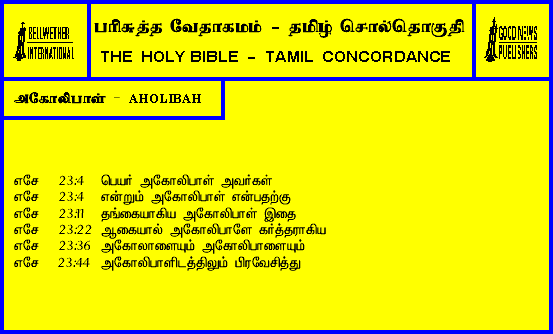 BELLWETHER
INTERNATIONAL
பரிசுத்த வேதாகமம் - தமிழ் சொல்தொகுதி
THE HOLY BIBLE - TAMIL CONCORDANCE
GOOD NEWS
PUBLISHERS
அகோலிபாள் - AHOLIBAH
எசே 23:4 பெயர் அகோலிபாள் அவர்கள்
எசே 23:4 என்றும் அகோலிபாள் என்பதற்கு
எசே 23:11 தங்கையாகிய அகோலிபாள் இதை
எசே 23:22 ஆகையால் அகோலிபாளே கர்த்தராகிய
எசே 23:36 அகோலாளையும் அகோலிபாளையும்
எசே 23:44 அகோலிபாளிடத்திலும் பிரவேசித்து